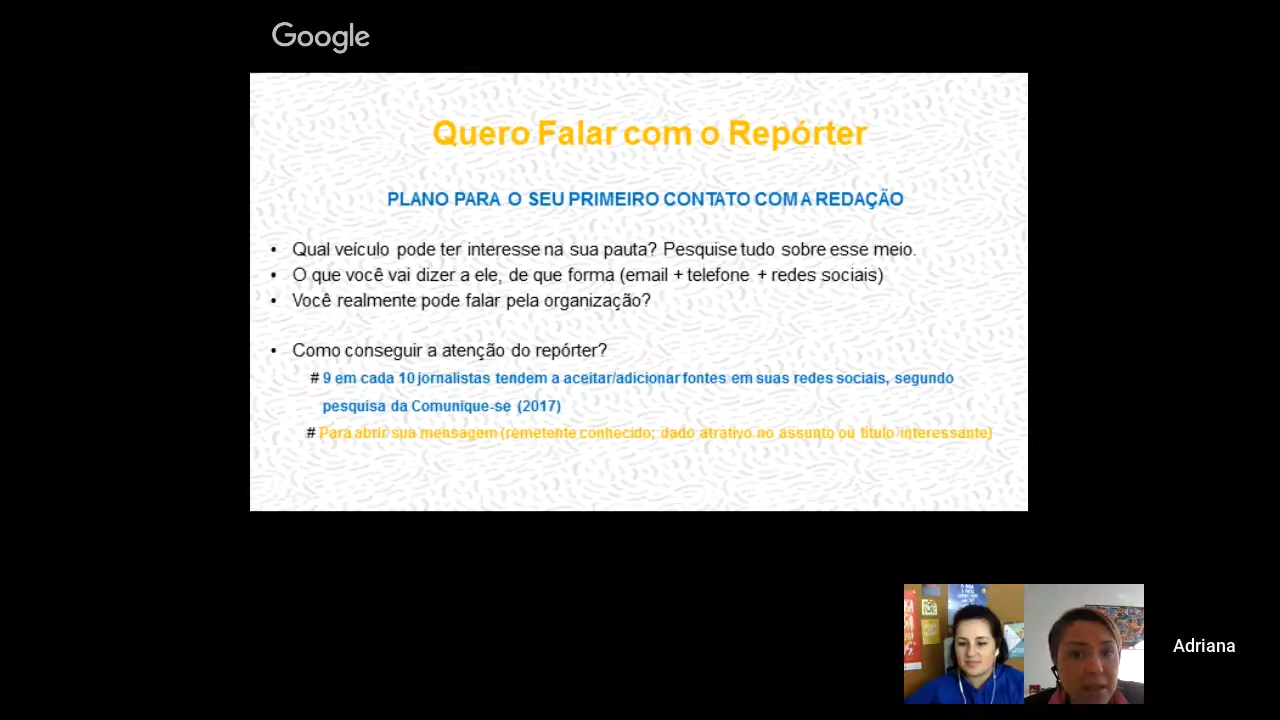 Google
Quero Falar com o Repórter
PLANO PARA O SEU PRIMEIRO CONTATO COM A REDAÇÃO
• Qual veículo pode ter interesse na sua pauta? Pesquise tudo sobre esse meio.
• O que você vai dizer a ele, de que forma (email + telefone + redes sociais)
• Você realmente pode falar pela organização?
• Como conseguir a atenção do repórter?
# 9 em cada 10 jornalistas tendem a aceitar/adicionar fontes em suas redes sociais, segundo
pesquisa da Comunique-se (2017)
# Para abrir sua mensagem (remetente conhecido; dado atrativo no assunto ou título interessante)
Adriana